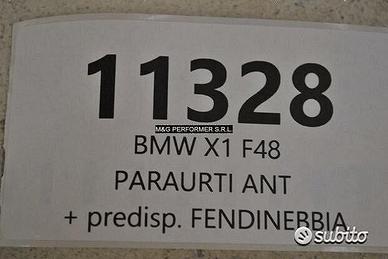 11328
M&G PERFORMER S.R.L.
BMW X1 F48
PARAURTI ANT
+ predisp. FENDINEBBIA
subito